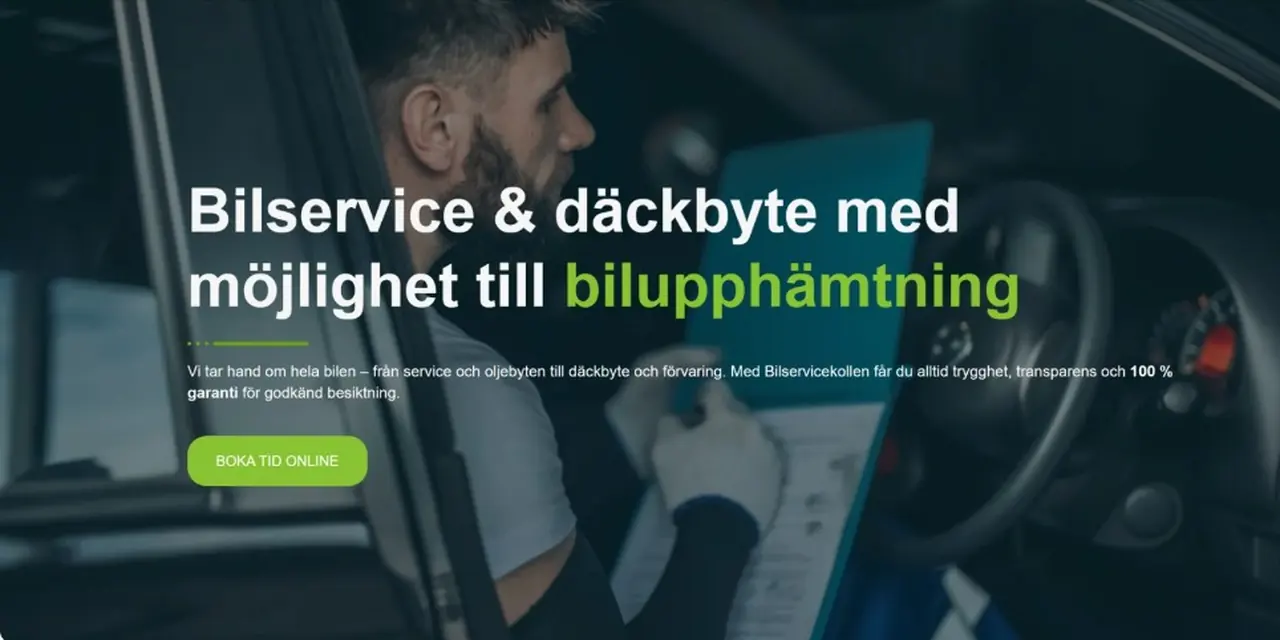 Bilservice & däckbyte med
möjlighet till bilupphämtning
Vi tar hand om hela bilen – från service och oljebyten till däckbyte och förvaring. Med Bilservicekollen får du alltid trygghet, transparens och 100 %
garanti för godkänd besiktning.
BOKA TID ONLINE